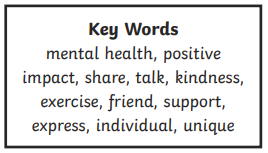 Key Words
mental health, positive
impact, share, talk, kindness,
exercise, friend, support,
express, individual, unique